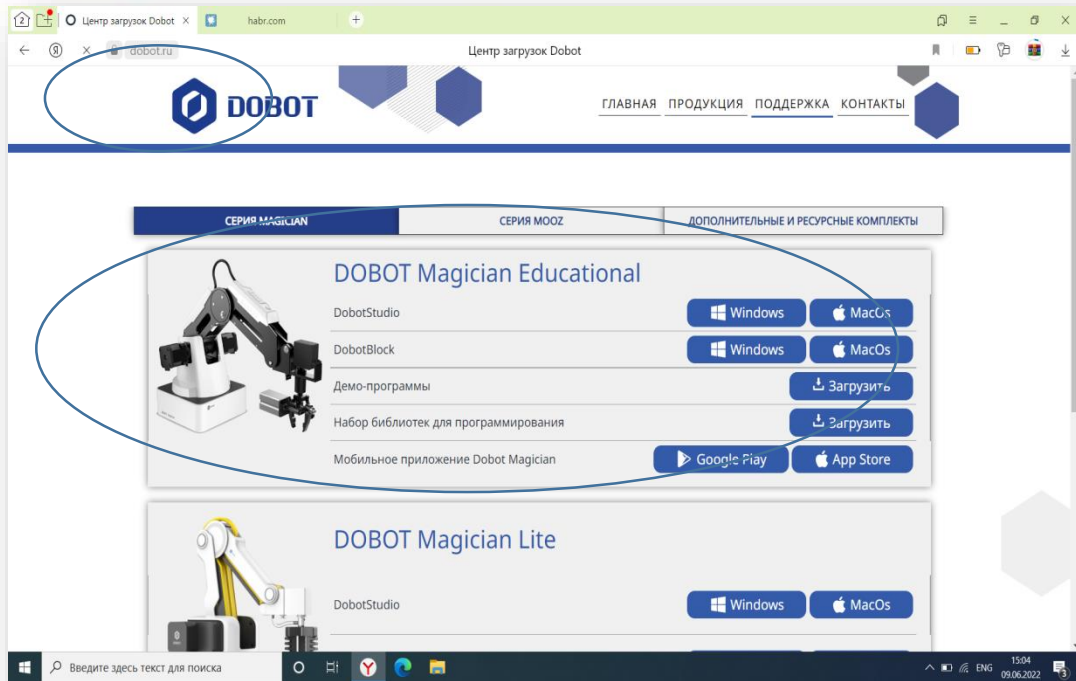 2
Центр загрузок Dobot
habr.com
dobot.ru
Центр загрузок Dobot
DOBOT
ГЛАВНАЯ ПРОДУКЦИЯ ПОДДЕРЖКА КОНТАКТЫ
СЕРИЯ MAGICIAN
СЕРИЯ MOOZ
ДОПОЛНИТЕЛЬНЫЕ И РЕСУРСНЫЕ КОМПЛЕКТЫ
DOBOT Magician Educational
DobotStudio Windows MacOs
DobotBlock Windows MacOs
Демо-программы Загрузить
Набор библиотек для программирования Загрузить
Мобильное приложение Dobot Magician Google Play App Store
DOBOT Magician Lite
DobotStudio Windows MacOs
Введите здесь текст для поиска
ENG
15:04
09.06.2022
3